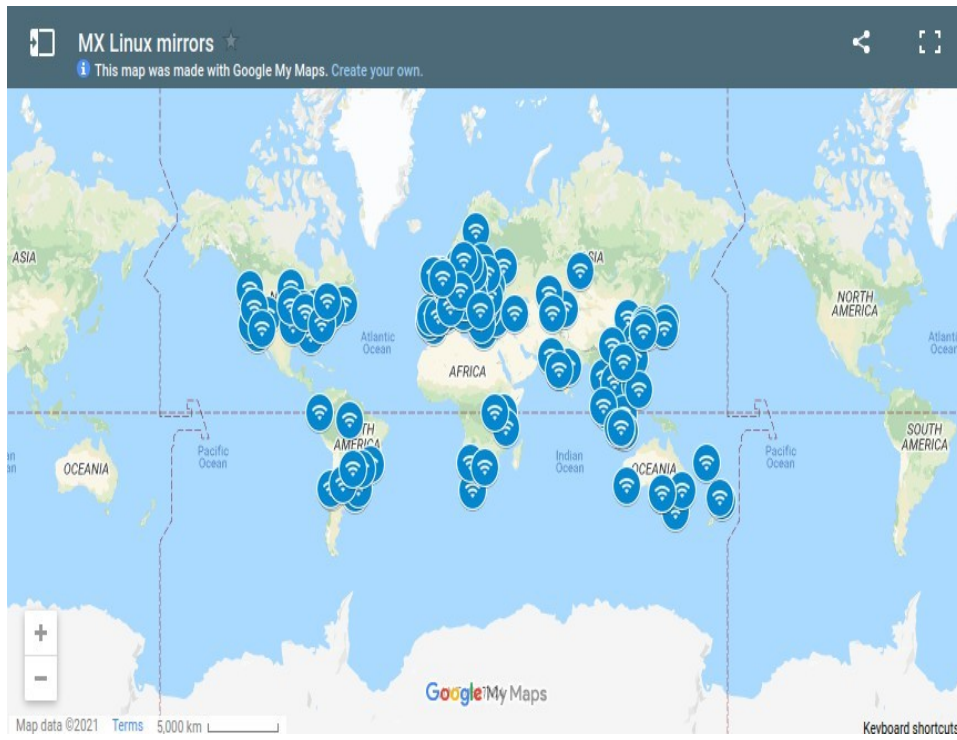 MX Linux mirrors
This map was made with Google My Maps. Create your own.
ASIA
NORTH
AMERICA
Atlantic
Ocean
Atlantic
Ocean
AFRICA
Pacific
Ocean
AMERICA
Indian
Ocean
Pacific
Ocean
SOUTH
AMERICA
OCEANIA
OCEANIA
Google My Maps
Map data ©2021 Terms 5,000 km
Keyboard shortcuts